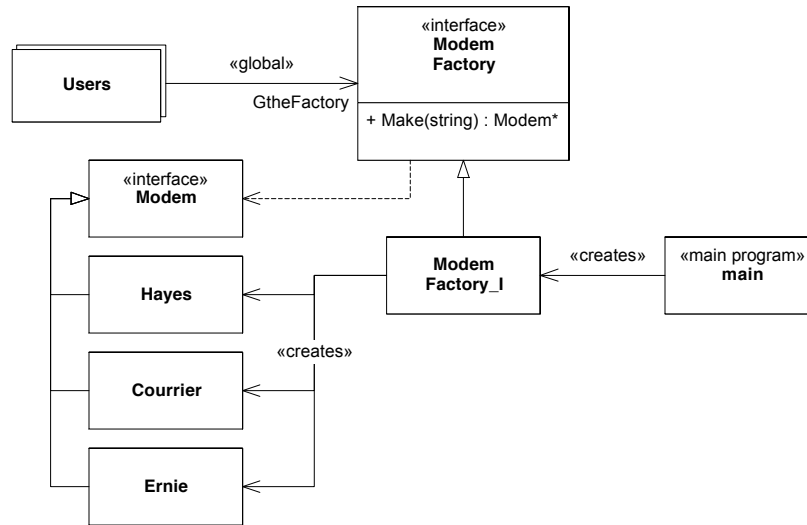 «interface»
Modem
Factory
«global»
Users
GtheFactory
+ Make(string) : Modem*
«interface»
Modem
Modem
Factory_I
«creates»
«main program»
main
Hayes
«creates»
Courrier
Ernie